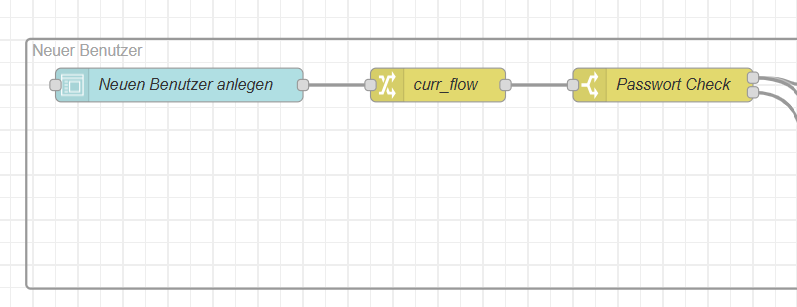 Neuer Benutzer
Neuen Benutzer anlegen
curr_flow
Passwort Check